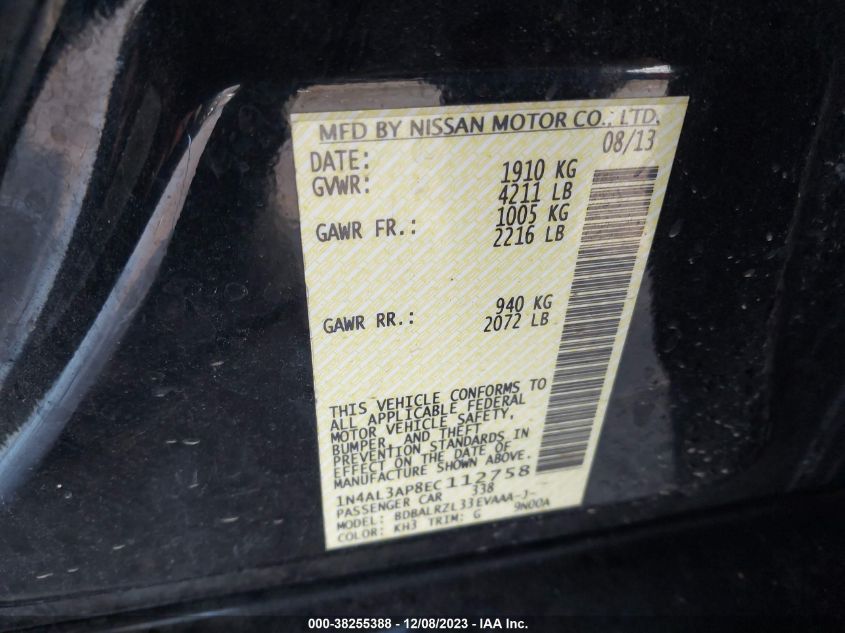 MFD BY NISSAN MOTOR CO., LTD.
DATE: 08/13
GVWR: 1910 KG
4211 LB
GAWR FR.: 1005 KG
2216 LB
GAWR RR.: 940 KG
2072 LB
THIS VEHICLE CONFORMS TO
ALL APPLICABLE FEDERAL
MOTOR VEHICLE SAFETY,
BUMPER, AND THEFT
PREVENTION STANDARDS IN
EFFECT ON THE DATE OF
MANUFACTURE SHOWN ABOVE.
1N4AL3AP8EC112758
PASSENGER CAR 338
MODEL: BDBALRZL33EVAAA-J-
9N00A
COLOR: KH3 TRIM: G
000-38255388 - 12/08/2023 - IAA Inc.